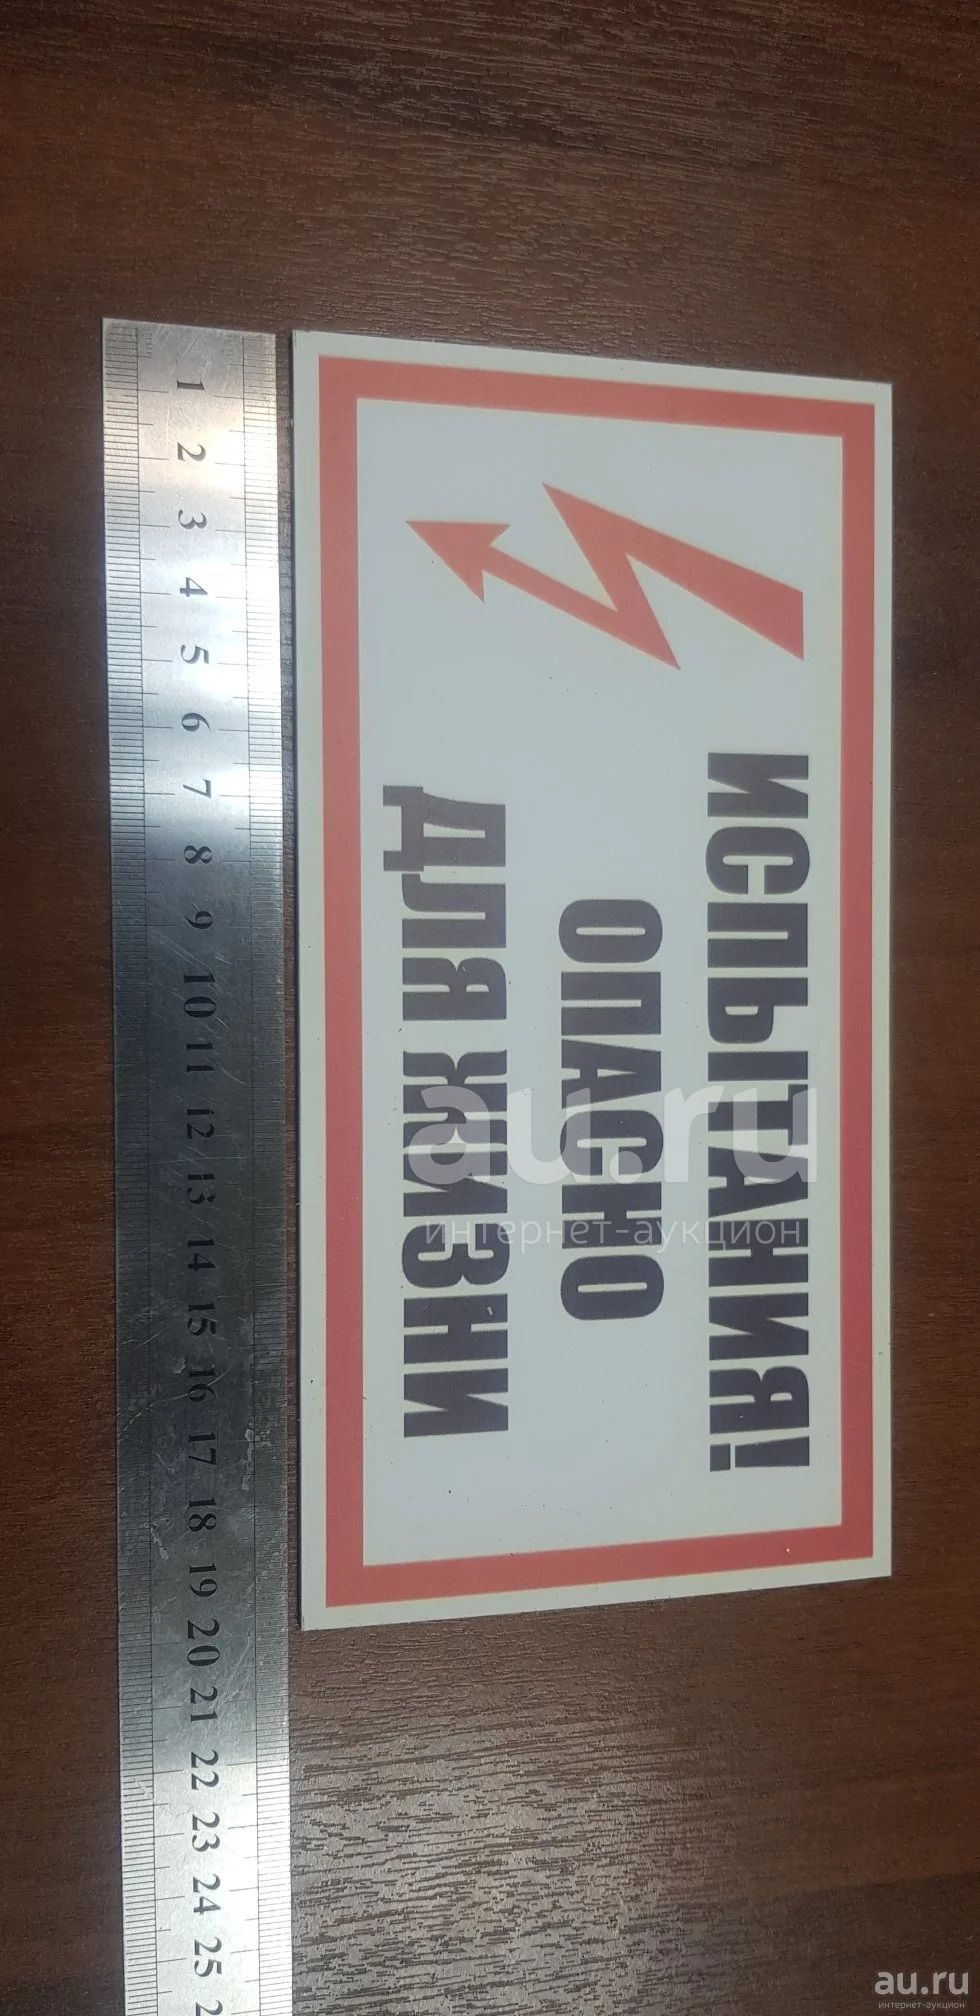 ИСПЫТАНИЯ!
ОПАСНО
ДЛЯ ЖИЗНИ
1 2 3 4 5 6 7 8 9 10 11 12 13 14 15 16 17 18 19 20 21 22 23 24 25 2
au.ru
интернет-аукцион
au.ru
интернет-аукцион